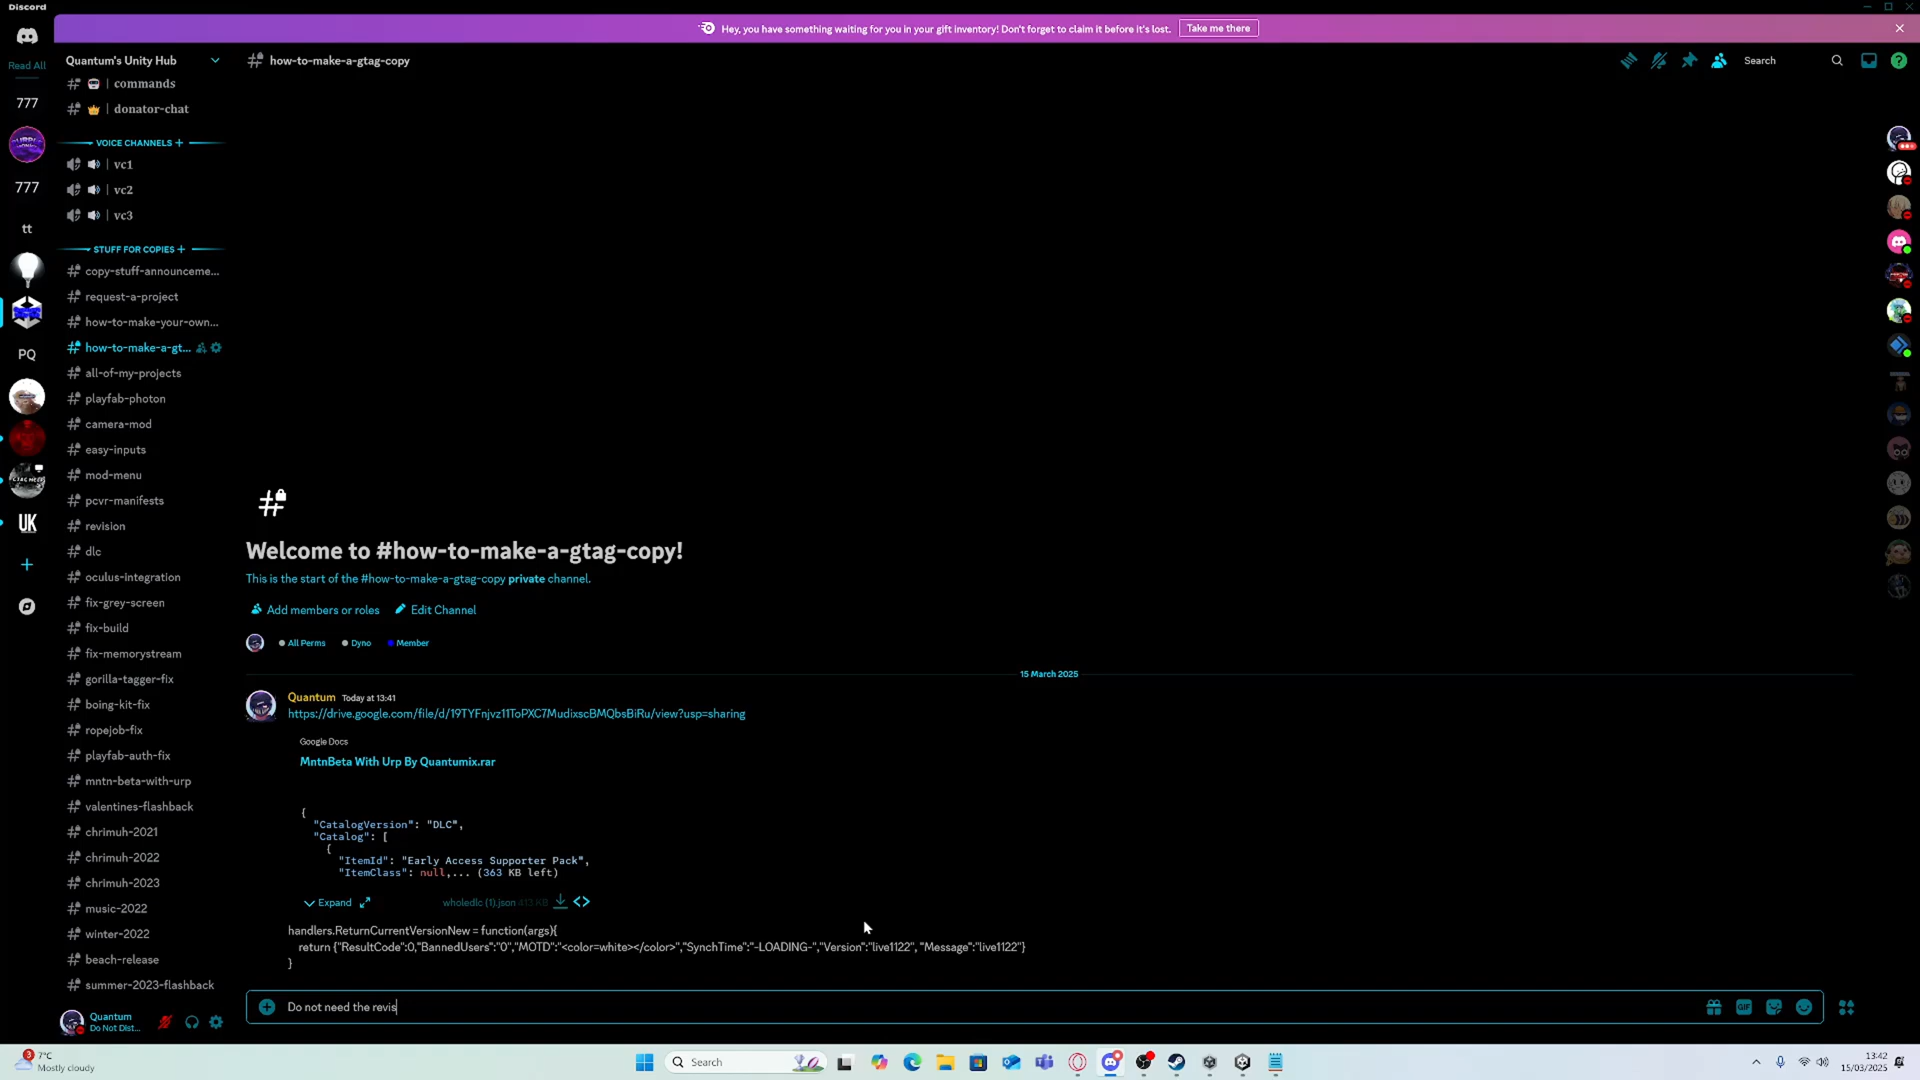 Discord
Hey, you have something waiting for you in your gift inventory! Don't forget to claim it before it's lost.
Take me there
Read All
Quantum's Unity Hub
how-to-make-a-gtag-copy
Search
777
777
tt
PQ
UK
| commands
| donator-chat
VOICE CHANNELS +
| vc1
| vc2
| vc3
STUFF FOR COPIES +
copy-stuff-announceme...
request-a-project
how-to-make-your-own...
how-to-make-a-gt...
all-of-my-projects
playfab-photon
camera-mod
easy-inputs
mod-menu
pcvr-manifests
revision
dlc
oculus-integration
fix-grey-screen
fix-build
fix-memorystream
gorilla-tagger-fix
boing-kit-fix
ropejob-fix
playfab-auth-fix
mntn-beta-with-urp
valentines-flashback
chrimuh-2021
chrimuh-2022
chrimuh-2023
music-2022
winter-2022
beach-release
summer-2023-flashback
Quantum
Do Not Dist...
Welcome to #how-to-make-a-gtag-copy!
This is the start of the #how-to-make-a-gtag-copy private channel.
Add members or roles
Edit Channel
All Perms
Dyno
Member
15 March 2025
Quantum Today at 13:41
https://drive.google.com/file/d/19TYFnjvz11ToPXC7MudixscBMQbsBiRu/view?usp=sharing
Google Docs
MntnBeta With Urp By Quantumix.rar
{
"CatalogVersion": "DLC",
"Catalog": [
{
"ItemId": "Early Access Supporter Pack",
"ItemClass": null,... (363 KB left)
Expand
wholedlc (1).json 413 KB
handlers.ReturnCurrentVersionNew = function(args){
return {"ResultCode":0,"BannedUsers":"0","MOTD":"<color=white></color>","SynchTime":"-LOADING-","Version":"live1122", "Message":"live1122"}
}
Do not need the revis
GIF
3
7°C
Mostly cloudy
Search
13:42
15/03/2025